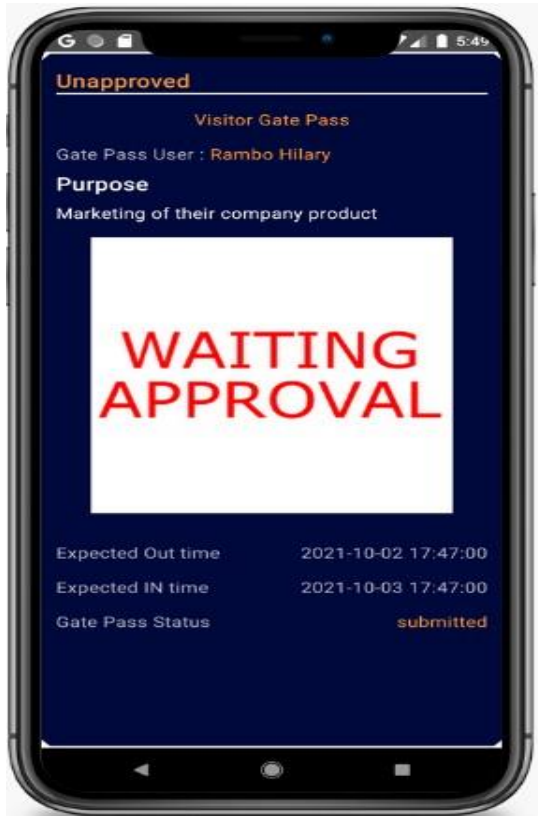 G 5:49
Unapproved
Visitor Gate Pass
Gate Pass User : Rambo Hilary
Purpose
Marketing of their company product
WAITING
APPROVAL
Expected Out time 2021-10-02 17:47:00
Expected IN time 2021-10-03 17:47:00
Gate Pass Status submitted